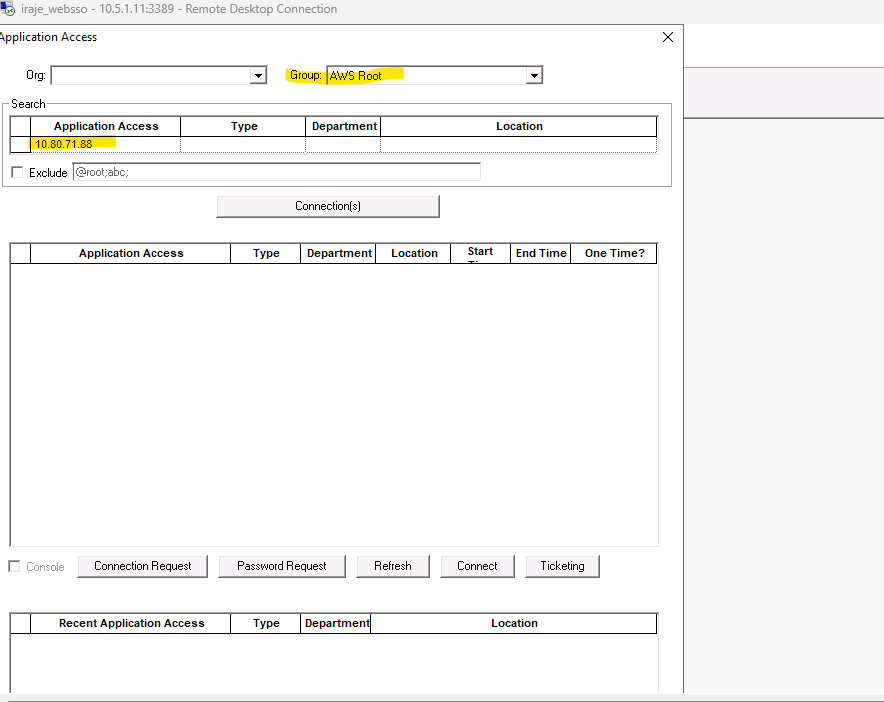 iraje_websso - 10.5.1.11:3389 - Remote Desktop Connection
Application Access
Org: Group: AWS Root
Search
Application Access Type Department Location
10.80.71.88
Exclude @root;abc;
Connection(s)
Application Access Type Department Location Start End Time One Time?
Console Connection Request Password Request Refresh Connect Ticketing
Recent Application Access Type Department Location